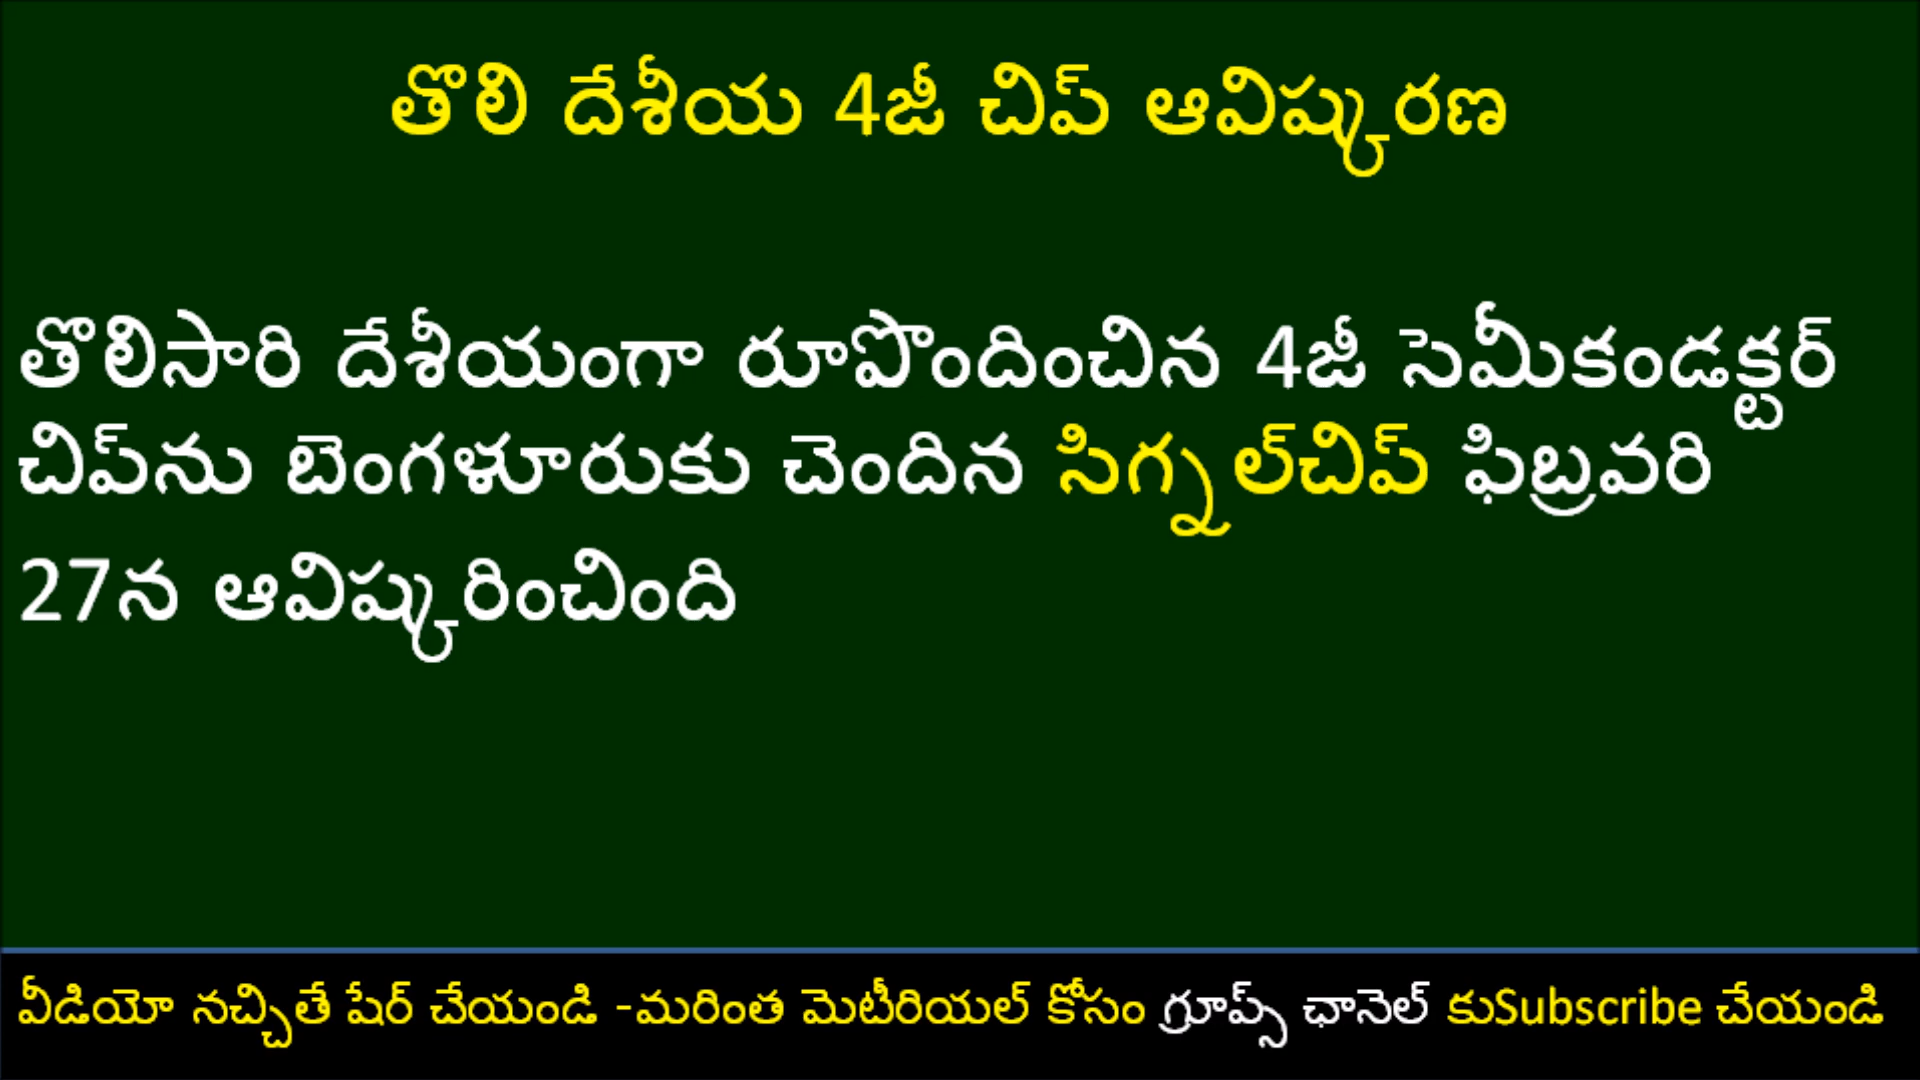 తొలి దేశీయ 4జీ చిప్ ఆవిష్కరణ
తొలిసారి దేశీయంగా రూపొందించిన 4జీ సెమీకండక్టర్
చిప్‌ను బెంగళూరుకు చెందిన సిగ్నల్‌చిప్ ఫిబ్రవరి
27న ఆవిష్కరించింది
వీడియో నచ్చితే షేర్ చేయండి -మరింత మెటీరియల్ కోసం గ్రూప్స్ ఛానెల్ కుSubscribe చేయండి